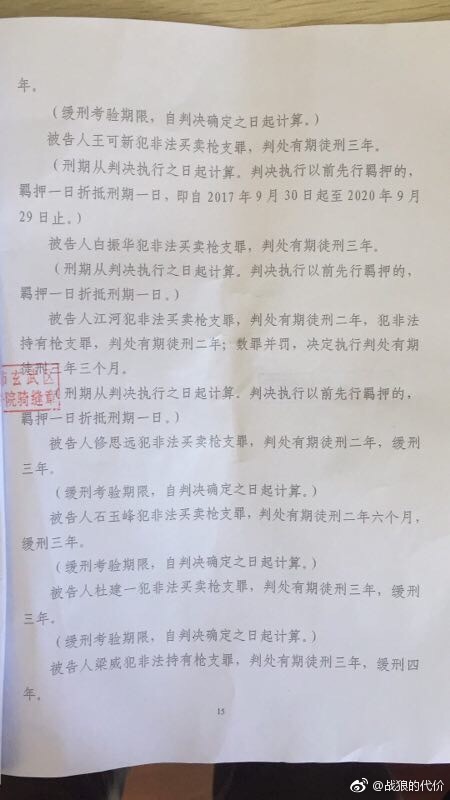 年。
（缓刑考验期限，自判决确定之日起计算。）
被告人王可新犯非法买卖枪支罪，判处有期徒刑三年。
（刑期从判决执行之日起计算。判决执行以前先行羁押的，
羁押一日折抵刑期一日，即自2017年9月30日起至2020年9月
29日止。）
被告人白振华犯非法买卖枪支罪，判处有期徒刑三年。
（刑期从判决执行之日起计算。判决执行以前先行羁押的，
羁押一日折抵刑期一日。）
被告人江河犯非法买卖枪支罪，判处有期徒刑二年，犯非法
持有枪支罪，判处有期徒刑二年；数罪并罚，决定执行判处有期
徒刑三年三个月。
市玄武区
院骑缝章
（刑期从判决执行之日起计算。判决执行以前先行羁押的，
羁押一日折抵刑期一日。）
被告人修思远犯非法买卖枪支罪，判处有期徒刑二年，缓刑
三年。
（缓刑考验期限，自判决确定之日起计算。）
被告人石玉峰犯非法买卖枪支罪，判处有期徒刑二年六个月，
缓刑三年。
（缓刑考验期限，自判决确定之日起计算。）
被告人杜建一犯非法买卖枪支罪，判处有期徒刑三年，缓刑
三年。
（缓刑考验期限，自判决确定之日起计算。）
被告人梁威犯非法持有枪支罪，判处有期徒刑三年，缓刑四
年。
15
@战狼的代价